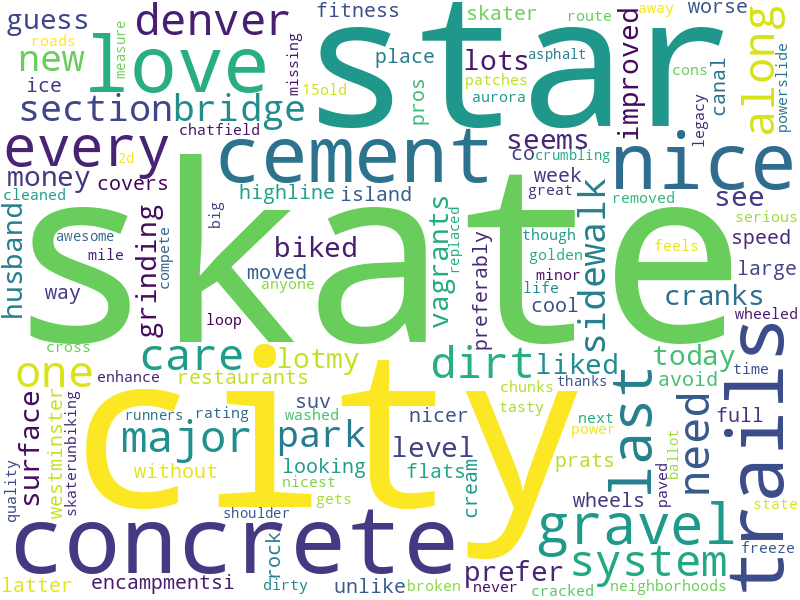 guess
denver
star
fitness
skater
route
away
worse
roads
love
measure
new
missing
place
lots
asphalt
improved
cons
powerslide
along
ice
15old
pros
patches
aurora
canal
section
bridge
chatfield
every
cement
seems
co
crumbling
legacy
nice
2d
money
covers
week
cleaned
highline
island
great
removed
see
husband
skate
awesome
grinding
big
biked
vagrants
replaced
though
sidewalk
serious
mile
compete
moved
preferably
golden
feels
speed
way
anyone
minor
large
life
loop
cool
cranks
wheeled
cross
care
lotmy
dirt
liked
today
trails
time
one
enhance
restaurants
city
chunks
thanks
avoid
suv
tasty
last
need
surface
westminster
skaterunbiking
runners
rating
washed
nicer
next
full
major
park
level
power
without
looking
flats
cream
prats
ballot
quality
nicest
gets
wheels
paved
state
concrete
shoulder
rock
gravel
freeze
system
latter
encampmentsi
dirty
unlike
broken
prefer
never
cracked
neighborhoods